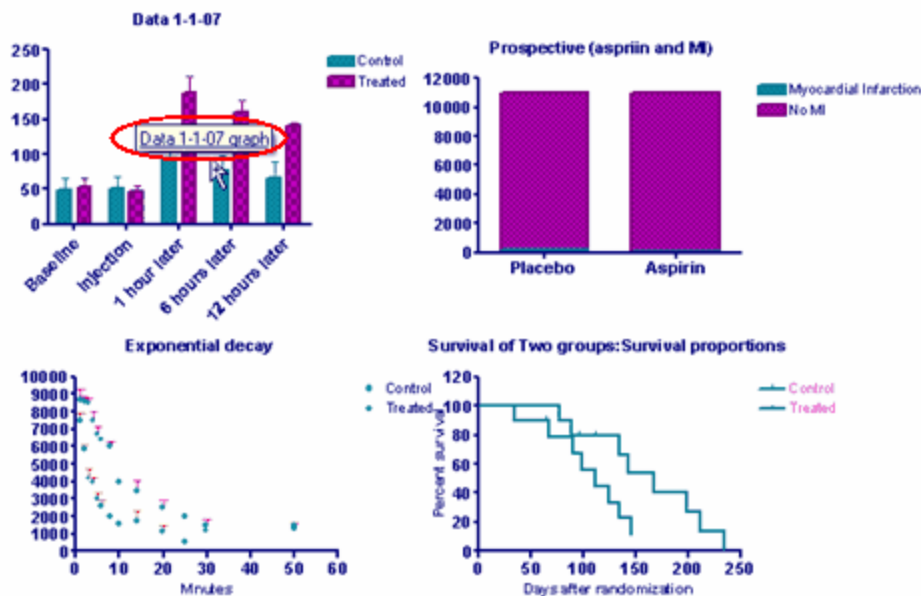 Data 1-1-07
250
200
150
100
50
0
Control
Treated
Data 1-1-07 graph
Baseline
Injection
1 hour later
6 hours later
12 hours later
Prospective (aspriin and MI)
12000
10000
8000
6000
4000
2000
0
Myocardial Infarction
No MI
Placebo
Aspirin
Exponential decay
10000
9000
8000
7000
6000
5000
4000
3000
2000
1000
0
Control
Treated
0 10 20 30 40 50 60
Minutes
Survival of Two groups:Survival proportions
120
100
80
60
40
20
0
Percent survival
Control
Treated
0 50 100 150 200 250
Days after randomization